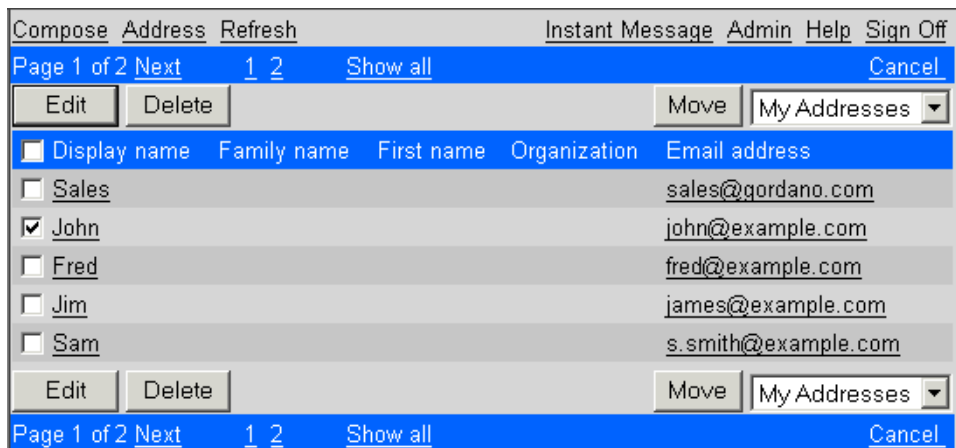 Compose Address Refresh Instant Message Admin Help Sign Off
Page 1 of 2 Next 1 2 Show all Cancel
Edit Delete Move My Addresses
Display name Family name First name Organization Email address
Sales sales@gordano.com
John john@example.com
Fred fred@example.com
Jim james@example.com
Sam s.smith@example.com
Edit Delete Move My Addresses
Page 1 of 2 Next 1 2 Show all Cancel